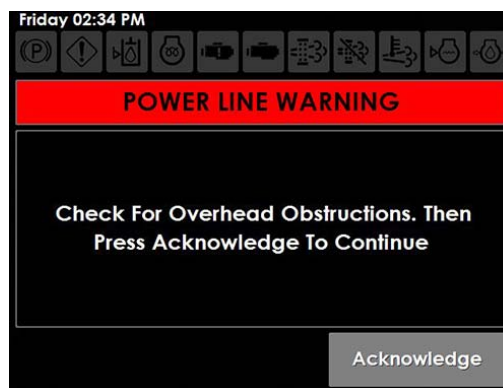 Friday 02:34 PM
POWER LINE WARNING
Check For Overhead Obstructions. Then
Press Acknowledge To Continue
Acknowledge